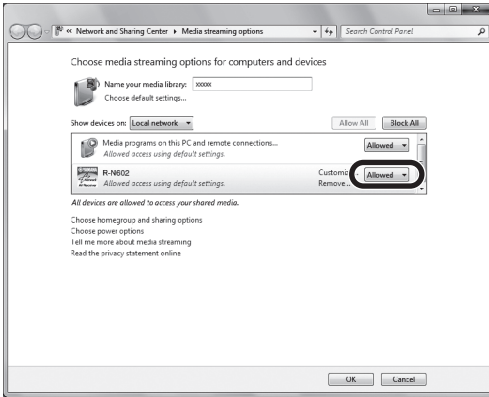 « Network and Sharing Center ▸ Media streaming options
Search Control Panel
Choose media streaming options for computers and devices
Name your media library: xxxxx
Choose default settings...
Show devices on: Local network
Allow All
Block All
Media programs on this PC and remote connections...
Allowed access using default settings.
Allowed
R-N602
Allowed access using default settings.
Customize...
Remove...
Allowed
All devices are allowed to access your shared media.
Choose homegroup and sharing options
Choose power options
Tell me more about media streaming
Read the privacy statement online
OK
Cancel